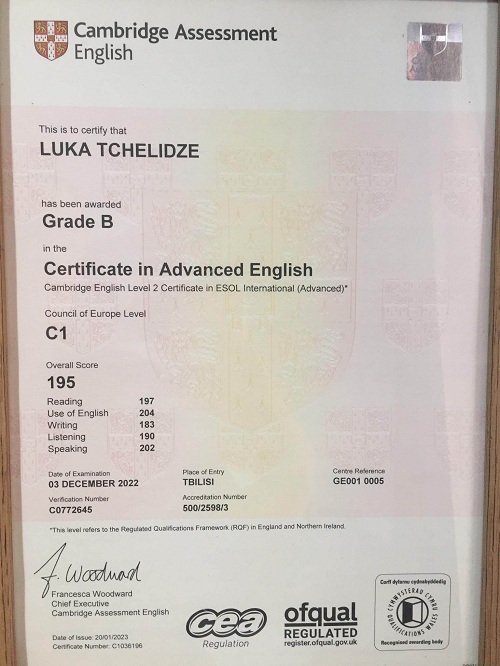 Cambridge Assessment
English
This is to certify that
LUKA TCHELIDZE
has been awarded
Grade B
in the
Certificate in Advanced English
Cambridge English Level 2 Certificate in ESOL International (Advanced)*
Council of Europe Level
C1
Overall Score
195
Reading 197
Use of English 204
Writing 183
Listening 190
Speaking 202
Date of Examination Place of Entry Centre Reference
03 DECEMBER 2022 TBILISI GE001 0005
Verification Number Accreditation Number
C0772645 500/2598/3
*This level refers to the Regulated Qualifications Framework (RQF) in England and Northern Ireland.
F. Woodward
Francesca Woodward
Chief Executive
Cambridge Assessment English
Date of Issue: 20/01/2023
Certificate Number: C1036196
cea
Regulation
ofqual
REGULATED
register.ofqual.gov.uk
Corff dyfarnu cydnabyddedig
CYMWYSTERAU CYMRU
QUALIFICATIONS WALES
Recognised awarding body